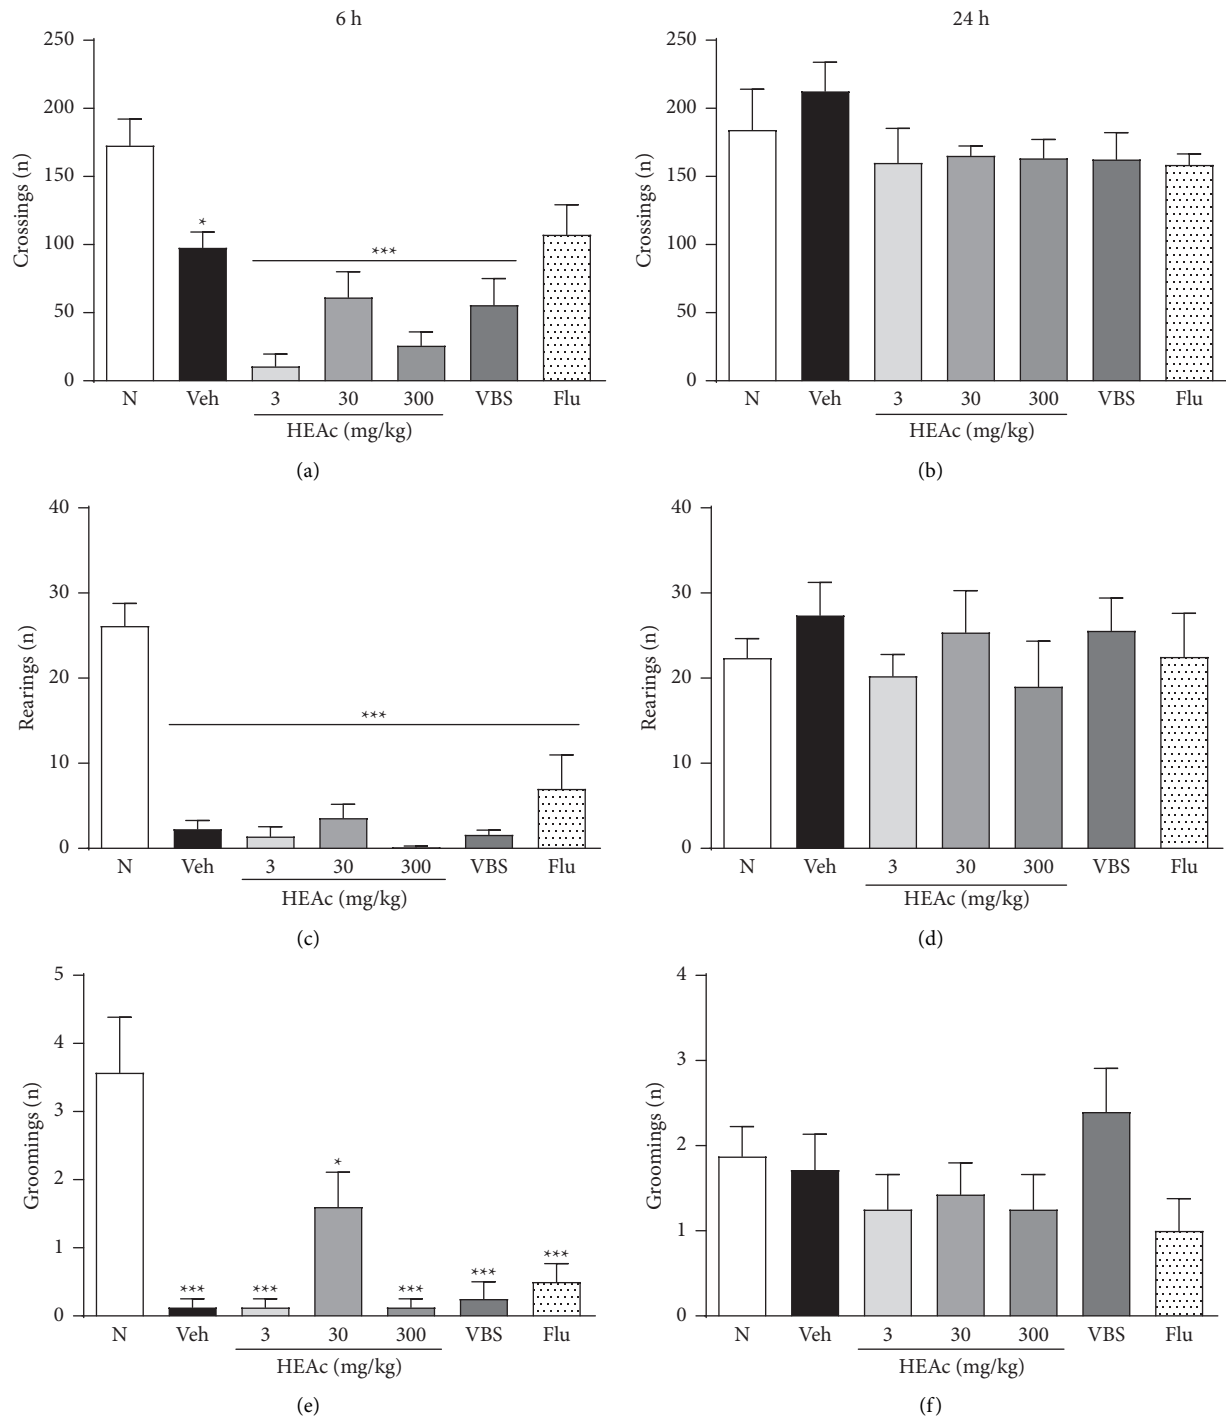 6 h
250
200
150
100
50
0
Crossings (n)
*
***
N Veh 3 30 300 VBS Flu
HEAc (mg/kg)
(a)
24 h
250
200
150
100
50
0
Crossings (n)
N Veh 3 30 300 VBS Flu
HEAc (mg/kg)
(b)
40
30
20
10
0
Rearings (n)
***
N Veh 3 30 300 VBS Flu
HEAc (mg/kg)
(c)
40
30
20
10
0
Rearings (n)
N Veh 3 30 300 VBS Flu
HEAc (mg/kg)
(d)
5
4
3
2
1
0
Groomings (n)
*
*** *** *** *** ***
N Veh 3 30 300 VBS Flu
HEAc (mg/kg)
(e)
4
3
2
1
0
Groomings (n)
N Veh 3 30 300 VBS Flu
HEAc (mg/kg)
(f)